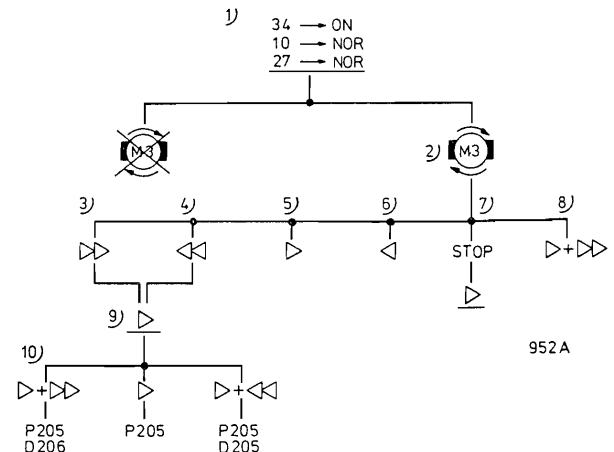 1) 34 → ON
10 → NOR
27 → NOR
M3
2) M3
3) 4) 5) 6) 7) 8)
▷▷ ◁◁ ▷ ◁ STOP ▷+▷▷
▷
9) ▷
952A
10)
▷+▷▷ ▷ ▷+◁◁
P205 P205 P205
D206 D205